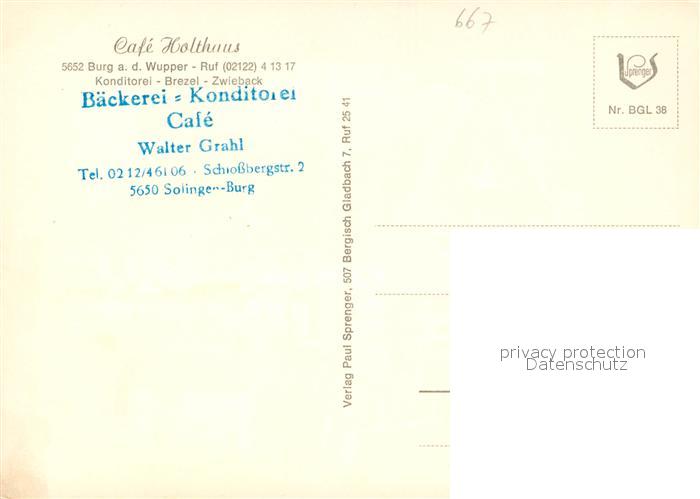 667
Café Holthaus
5652 Burg a. d. Wupper - Ruf (02122) 4 13 17
Konditorei - Brezel - Zwieback
Bäckerei - Konditorei
Café
Walter Grahl
Tel. 0212/46106 · Schloßbergstr. 2
5650 Solingen-Burg
Verlag Paul Sprenger, 507 Bergisch Gladbach 7, Ruf 25 41
Sprenger
Nr. BGL 38
privacy protection
Datenschutz